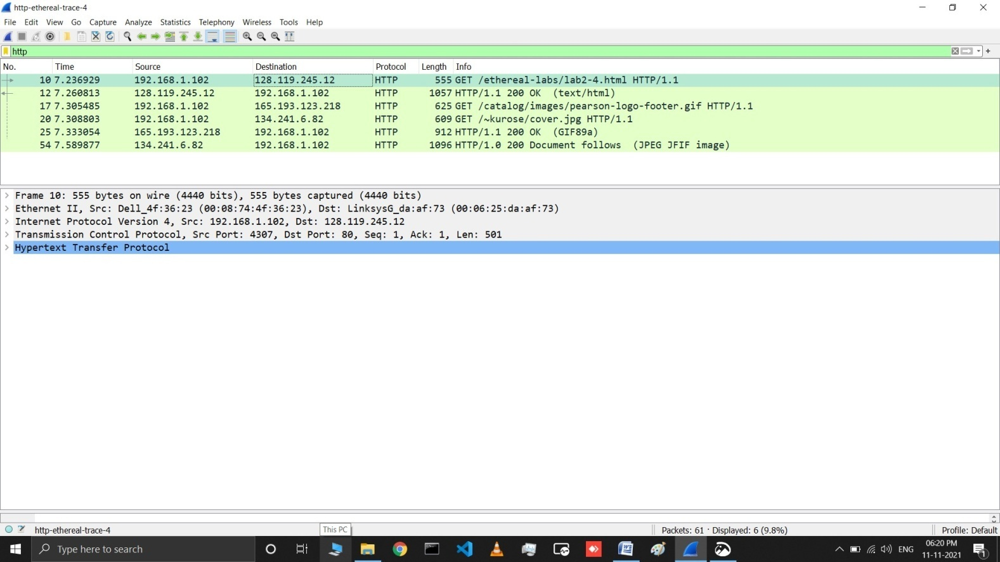 http-ethereal-trace-4
File Edit View Go Capture Analyze Statistics Telephony Wireless Tools Help
http
No. Time Source Destination Protocol Length Info
10 7.236929 192.168.1.102 128.119.245.12 HTTP 555 GET /ethereal-labs/lab2-4.html HTTP/1.1
12 7.260813 128.119.245.12 192.168.1.102 HTTP 1057 HTTP/1.1 200 OK (text/html)
17 7.305485 192.168.1.102 165.193.123.218 HTTP 625 GET /catalog/images/pearson-logo-footer.gif HTTP/1.1
20 7.308803 192.168.1.102 134.241.6.82 HTTP 609 GET /~kurose/cover.jpg HTTP/1.1
25 7.333054 165.193.123.218 192.168.1.102 HTTP 912 HTTP/1.1 200 OK (GIF89a)
54 7.589877 134.241.6.82 192.168.1.102 HTTP 1096 HTTP/1.0 200 Document follows (JPEG JFIF image)
Frame 10: 555 bytes on wire (4440 bits), 555 bytes captured (4440 bits)
Ethernet II, Src: Dell_4f:36:23 (00:08:74:4f:36:23), Dst: LinksysG_da:af:73 (00:06:25:da:af:73)
Internet Protocol Version 4, Src: 192.168.1.102, Dst: 128.119.245.12
Transmission Control Protocol, Src Port: 4307, Dst Port: 80, Seq: 1, Ack: 1, Len: 501
Hypertext Transfer Protocol
http-ethereal-trace-4 This PC Packets: 61 · Displayed: 6 (9.8%) Profile: Default
Type here to search ENG 06:20 PM
11-11-2021 1